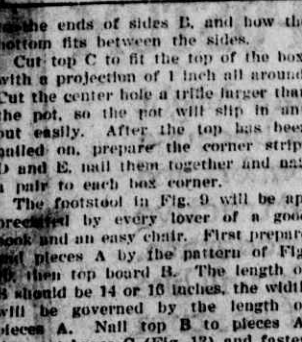 the ends of sides B, and how the
bottom fits between the sides.
Cut top C to fit the top of the box
with a projection of 1 inch all around
Cut the center hole a trifle larger than
the pot, so the pot will slip in and
out easily. After the top has been
nailed on, prepare the corner strips
D and E, nail them together and nail
a pair to each box corner.
The footstool in Fig. 9 will be ap
preciated by every lover of a good
book and an easy chair. First prepare
end pieces A by the pattern of Fig.
then top board B. The length of
B should be 14 or 16 inches, the width
will be governed by the length of
pieces A. Nail top B to pieces A
(Fig. 12) and fasten